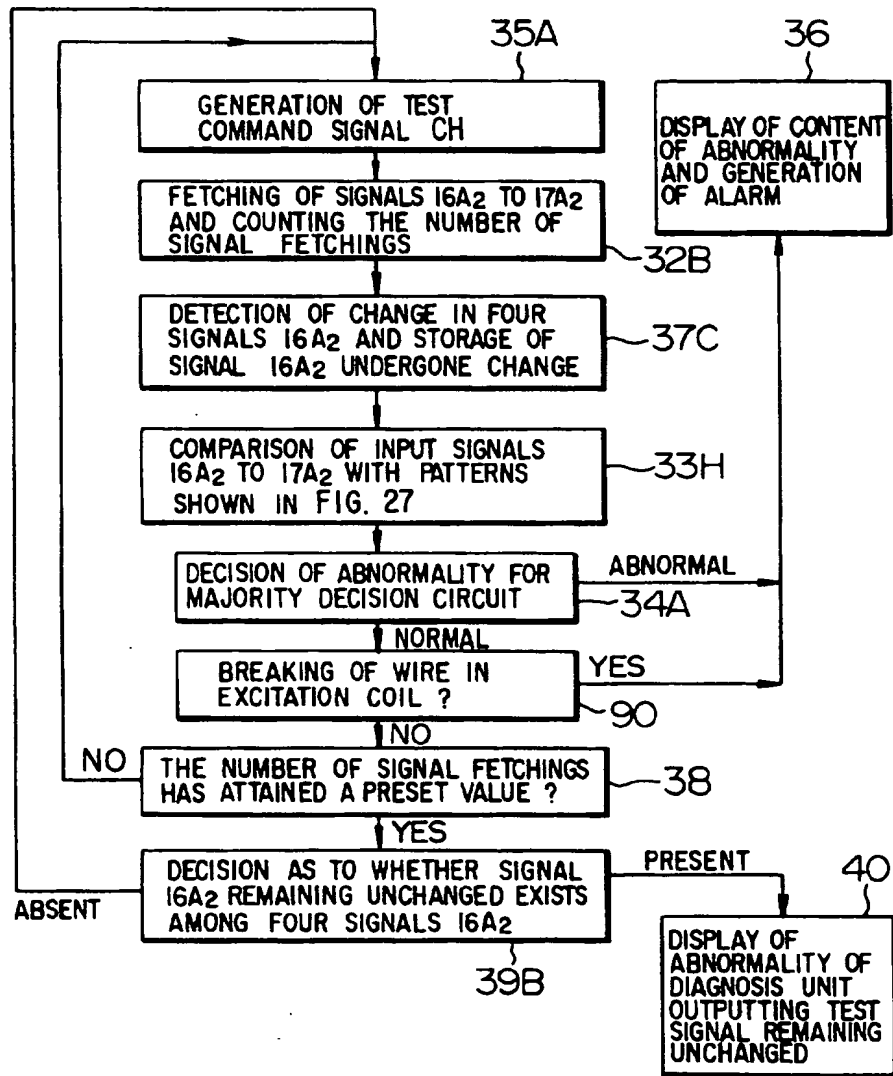 35A
GENERATION OF TEST
COMMAND SIGNAL CH
36
DISPLAY OF CONTENT
OF ABNORMALITY
AND GENERATION
OF ALARM
FETCHING OF SIGNALS 16A2 TO 17A2
AND COUNTING THE NUMBER OF
SIGNAL FETCHINGS
32B
DETECTION OF CHANGE IN FOUR
SIGNALS 16A2 AND STORAGE OF
SIGNAL 16A2 UNDERGONE CHANGE
37C
COMPARISON OF INPUT SIGNALS
16A2 TO 17A2 WITH PATTERNS
SHOWN IN FIG. 27
33H
DECISION OF ABNORMALITY FOR
MAJORITY DECISION CIRCUIT
ABNORMAL
34A
NORMAL
BREAKING OF WIRE IN
EXCITATION COIL ?
YES
90
NO
NO
THE NUMBER OF SIGNAL FETCHINGS
HAS ATTAINED A PRESET VALUE ?
38
YES
DECISION AS TO WHETHER SIGNAL
16A2 REMAINING UNCHANGED EXISTS
AMONG FOUR SIGNALS 16A2
PRESENT
ABSENT
39B
40
DISPLAY OF
ABNORMALITY OF
DIAGNOSIS UNIT
OUTPUTTING TEST
SIGNAL REMAINING
UNCHANGED